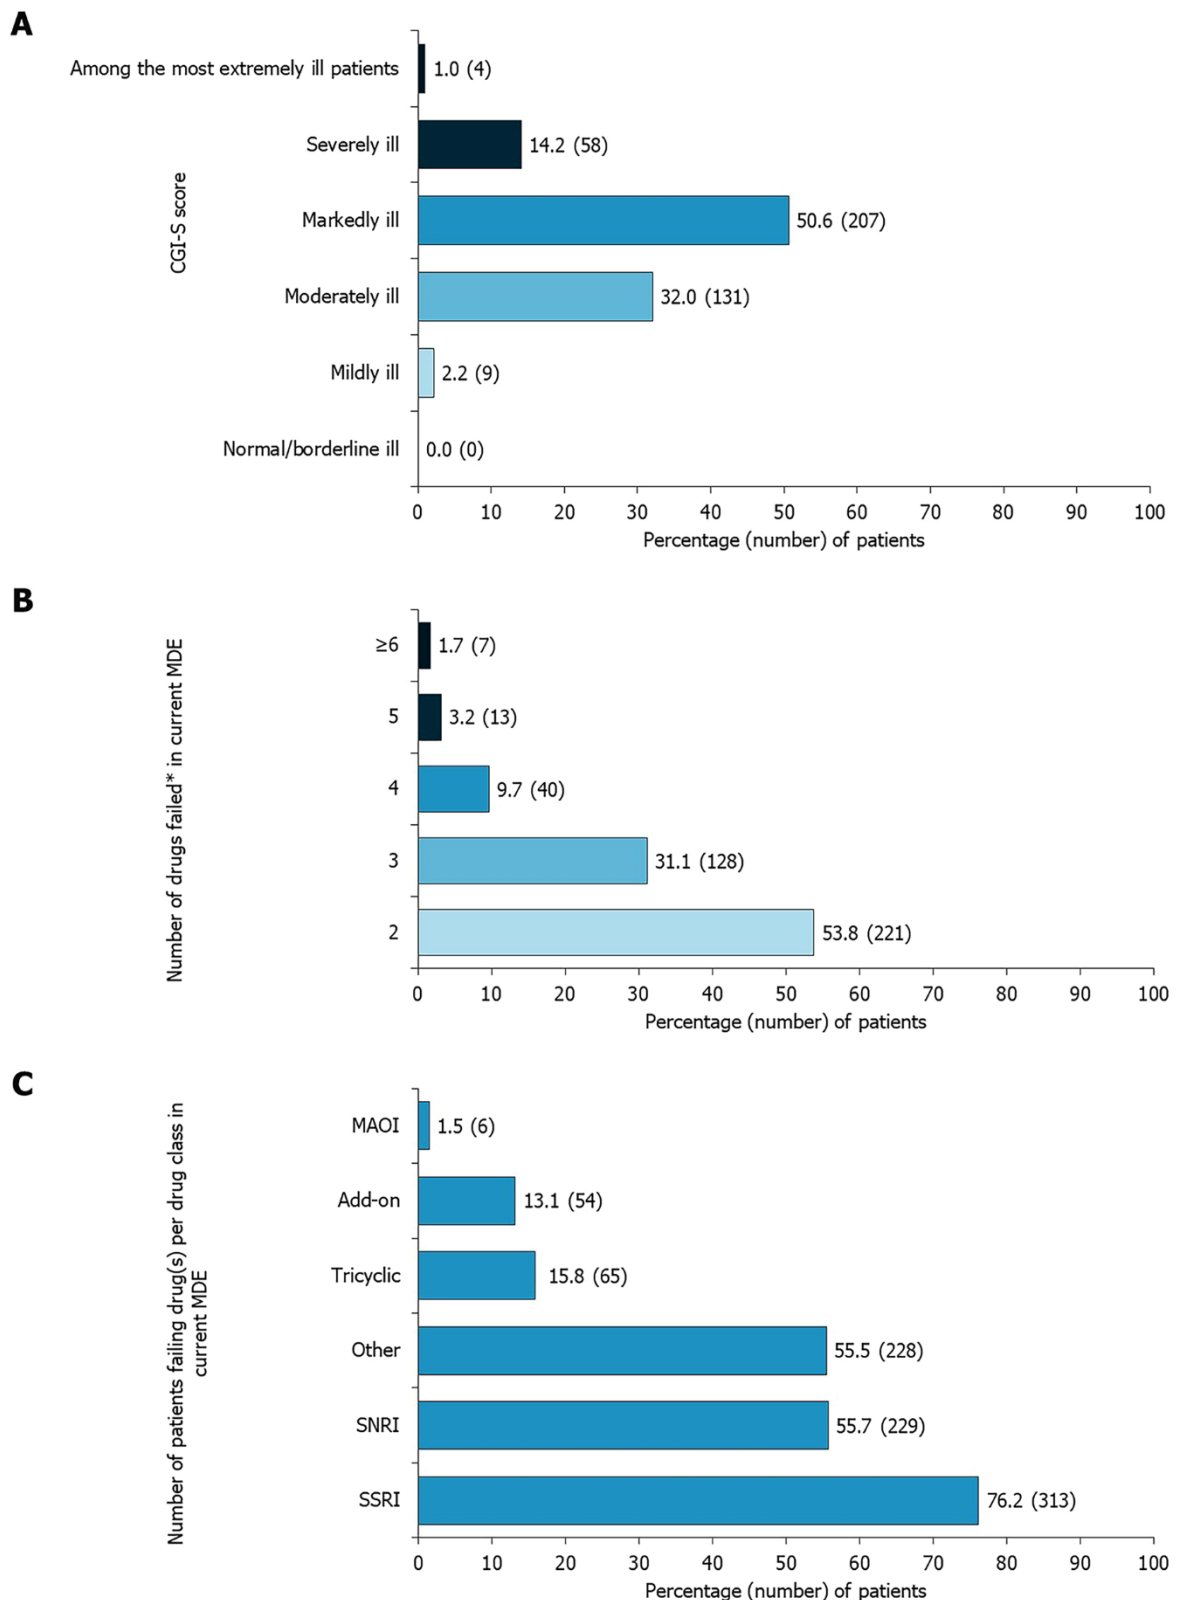 A
Among the most extremely ill patients
1.0 (4)
Severely ill
14.2 (58)
Markedly ill
50.6 (207)
Moderately ill
32.0 (131)
Mildly ill
2.2 (9)
Normal/borderline ill
0.0 (0)
CGI-S score
0 10 20 30 40 50 60 70 80 90 100
Percentage (number) of patients
B
≥6
1.7 (7)
5
3.2 (13)
4
9.7 (40)
3
31.1 (128)
2
53.8 (221)
Number of drugs failed* in current MDE
0 10 20 30 40 50 60 70 80 90 100
Percentage (number) of patients
C
MAOI
1.5 (6)
Add-on
13.1 (54)
Tricyclic
15.8 (65)
Other
55.5 (228)
SNRI
55.7 (229)
SSRI
76.2 (313)
Number of patients failing drug(s) per drug class in
current MDE
0 10 20 30 40 50 60 70 80 90 100
Percentage (number) of patients